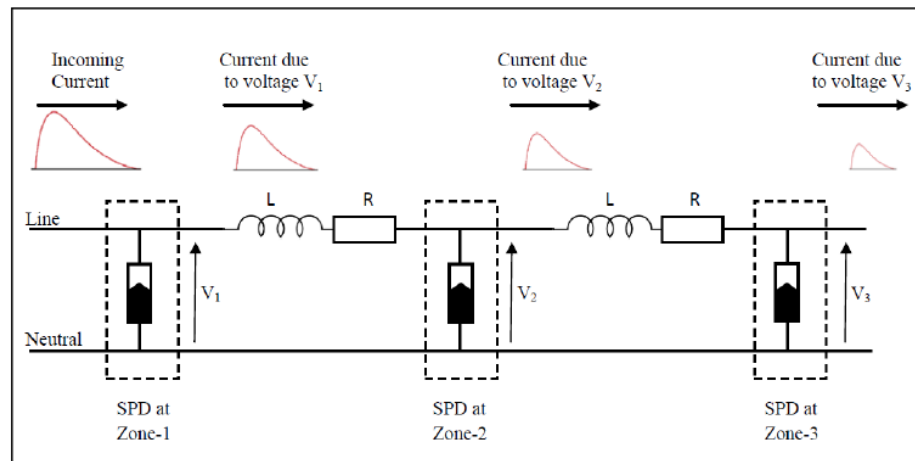 Incoming
Current
Current due
to voltage V₁
Current due
to voltage V₂
Current due
to voltage V₃
L
R
L
R
Line
V₁
V₂
V₃
Neutral
SPD at
Zone-1
SPD at
Zone-2
SPD at
Zone-3